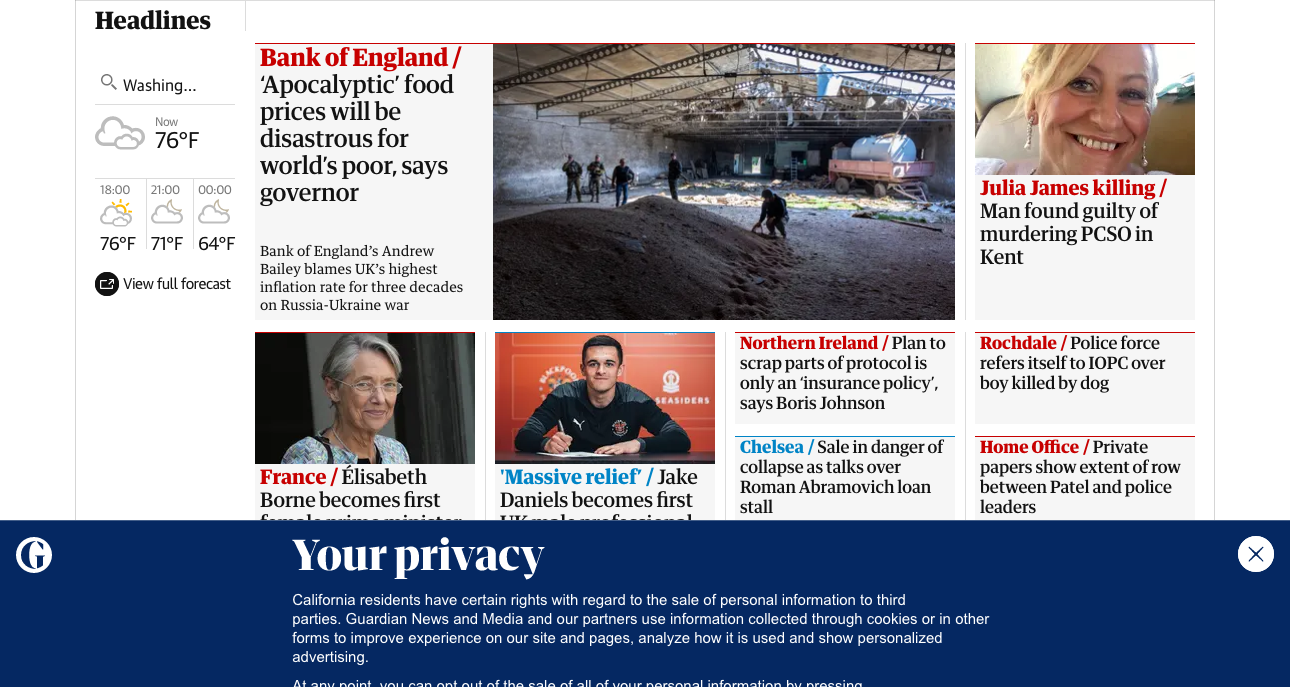 Headlines
Washing...
Now
76°F
18:00
21:00
00:00
76°F
71°F
64°F
View full forecast
Bank of England /
‘Apocalyptic’ food
prices will be
disastrous for
world’s poor, says
governor
Bank of England’s Andrew
Bailey blames UK’s highest
inflation rate for three decades
on Russia-Ukraine war
Julia James killing /
Man found guilty of
murdering PCSO in
Kent
BLACKPOOL
SEASIDERS
France / Élisabeth
Borne becomes first
female prime minister
'Massive relief’ / Jake
Daniels becomes first
UK male professional
Northern Ireland / Plan to
scrap parts of protocol is
only an ‘insurance policy’,
says Boris Johnson
Rochdale / Police force
refers itself to IOPC over
boy killed by dog
Chelsea / Sale in danger of
collapse as talks over
Roman Abramovich loan
stall
Home Office / Private
papers show extent of row
between Patel and police
leaders
G
Your privacy
California residents have certain rights with regard to the sale of personal information to third
parties. Guardian News and Media and our partners use information collected through cookies or in other
forms to improve experience on our site and pages, analyze how it is used and show personalized
advertising.
At any point, you can opt out of the sale of all of your personal information by pressing